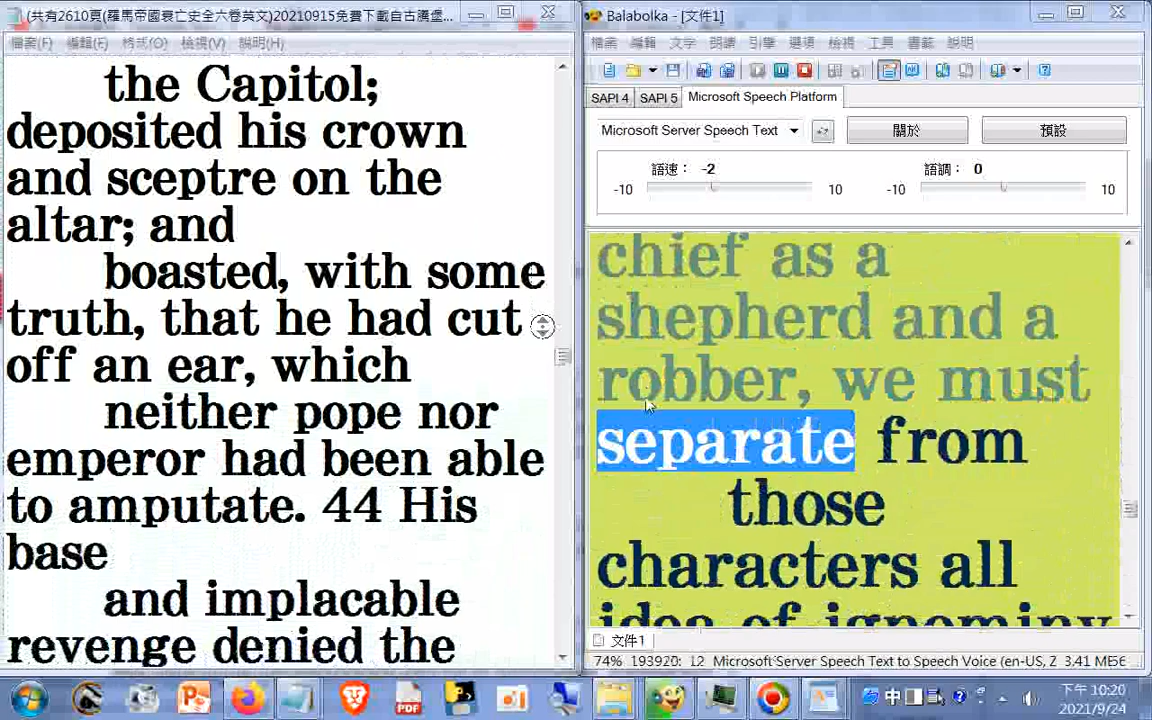 (共有2610頁(羅馬帝國衰亡史全六卷英文)20210915免費下載自古騰堡...
檔案(F) 編輯(E) 格式(O) 檢視(V) 說明(H)
the Capitol;
deposited his crown
and sceptre on the
altar; and
boasted, with some
truth, that he had cut
off an ear, which
neither pope nor
emperor had been able
to amputate. 44 His
base
and implacable
revenge denied the
Balabolka - [文件1]
檔案 編輯 文字 朗讀 引擎 選項 檢視 工具 書籤 說明
SAPI 4 SAPI 5 Microsoft Speech Platform
Microsoft Server Speech Text 關於 預設
語速： -2 語調： 0
-10 10 -10 10
chief as a
shepherd and a
robber, we must
separate from
those
characters all
idea of ignominy
文件1
74% 193920: 12 Microsoft Server Speech Text to Speech Voice (en-US, Z 3,41 ME56
中
PDF
下午 10:20
2021/9/24